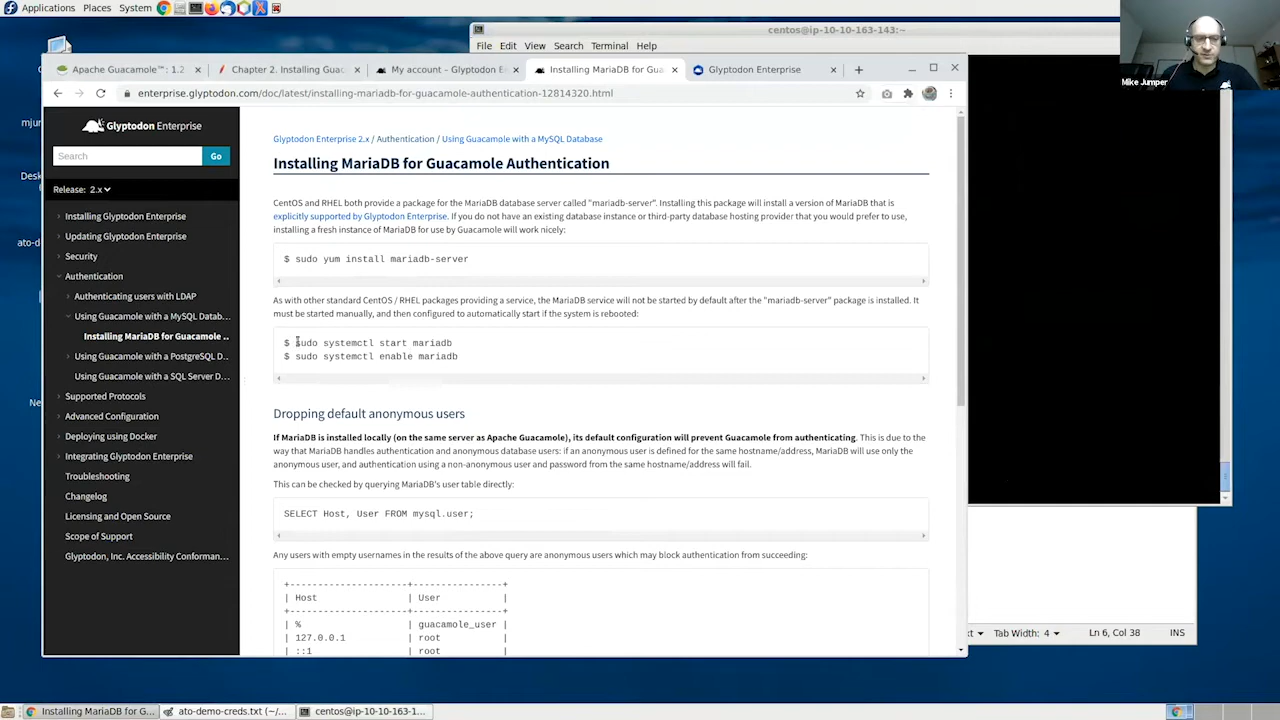 Applications Places System
centos@ip-10-10-163-143:~
File Edit View Search Terminal Help
Mike Jumper
Apache Guacamole™: 1.2
Chapter 2. Installing Guac
My account - Glyptodon E
Installing MariaDB for Gua
Glyptodon Enterprise
enterprise.glyptodon.com/doc/latest/installing-mariadb-for-guacamole-authentication-12814320.html
Glyptodon Enterprise
Search
Go
Release: 2.x
Installing Glyptodon Enterprise
Updating Glyptodon Enterprise
Security
Authentication
Authenticating users with LDAP
Using Guacamole with a MySQL Datab...
Installing MariaDB for Guacamole ..
Using Guacamole with a PostgreSQL D...
Using Guacamole with a SQL Server D...
Supported Protocols
Advanced Configuration
Deploying using Docker
Integrating Glyptodon Enterprise
Troubleshooting
Changelog
Licensing and Open Source
Scope of Support
Glyptodon, Inc. Accessibility Conforman...
Glyptodon Enterprise 2.x / Authentication / Using Guacamole with a MySQL Database
Installing MariaDB for Guacamole Authentication
CentOS and RHEL both provide a package for the MariaDB database server called "mariadb-server". Installing this package will install a version of MariaDB that is
explicitly supported by Glyptodon Enterprise. If you do not have an existing database instance or third-party database hosting provider that you would prefer to use,
installing a fresh instance of MariaDB for use by Guacamole will work nicely:
$ sudo yum install mariadb-server
As with other standard CentOS / RHEL packages providing a service, the MariaDB service will not be started by default after the "mariadb-server" package is installed. It
must be started manually, and then configured to automatically start if the system is rebooted:
$ sudo systemctl start mariadb
$ sudo systemctl enable mariadb
Dropping default anonymous users
If MariaDB is installed locally (on the same server as Apache Guacamole), its default configuration will prevent Guacamole from authenticating. This is due to the
way that MariaDB handles authentication and anonymous database users: if an anonymous user is defined for the same hostname/address, MariaDB will use only the
anonymous user, and authentication using a non-anonymous user and password from the same hostname/address will fail.
This can be checked by querying MariaDB's user table directly:
SELECT Host, User FROM mysql.user;
Any users with empty usernames in the results of the above query are anonymous users which may block authentication from succeeding:
+----------------------+---------------+
| Host | User |
+----------------------+---------------+
| % | guacamole_user |
| 127.0.0.1 | root |
| ::1 | root |
Tab Width: 4 Ln 6, Col 38 INS
Installing MariaDB for G...
ato-demo-creds.txt (~/...
centos@ip-10-10-163-1...